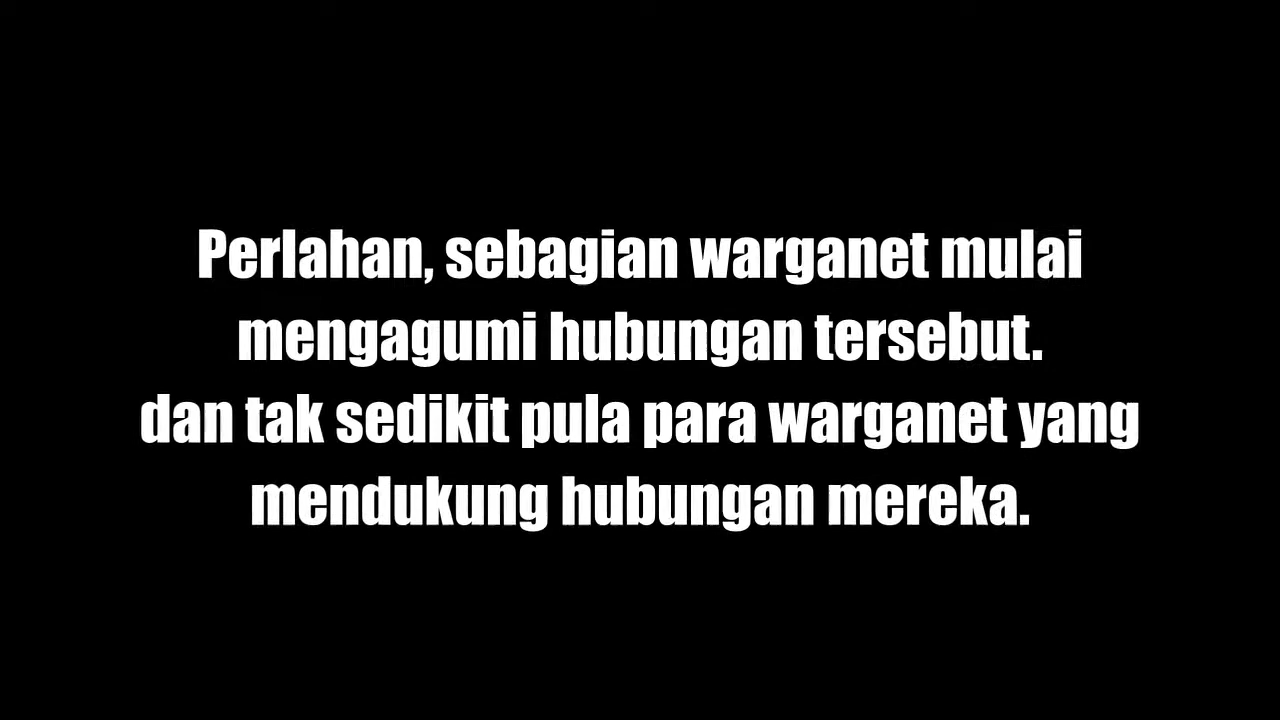 Perlahan, sebagian warganet mulai
mengagumi hubungan tersebut.
dan tak sedikit pula para warganet yang
mendukung hubungan mereka.